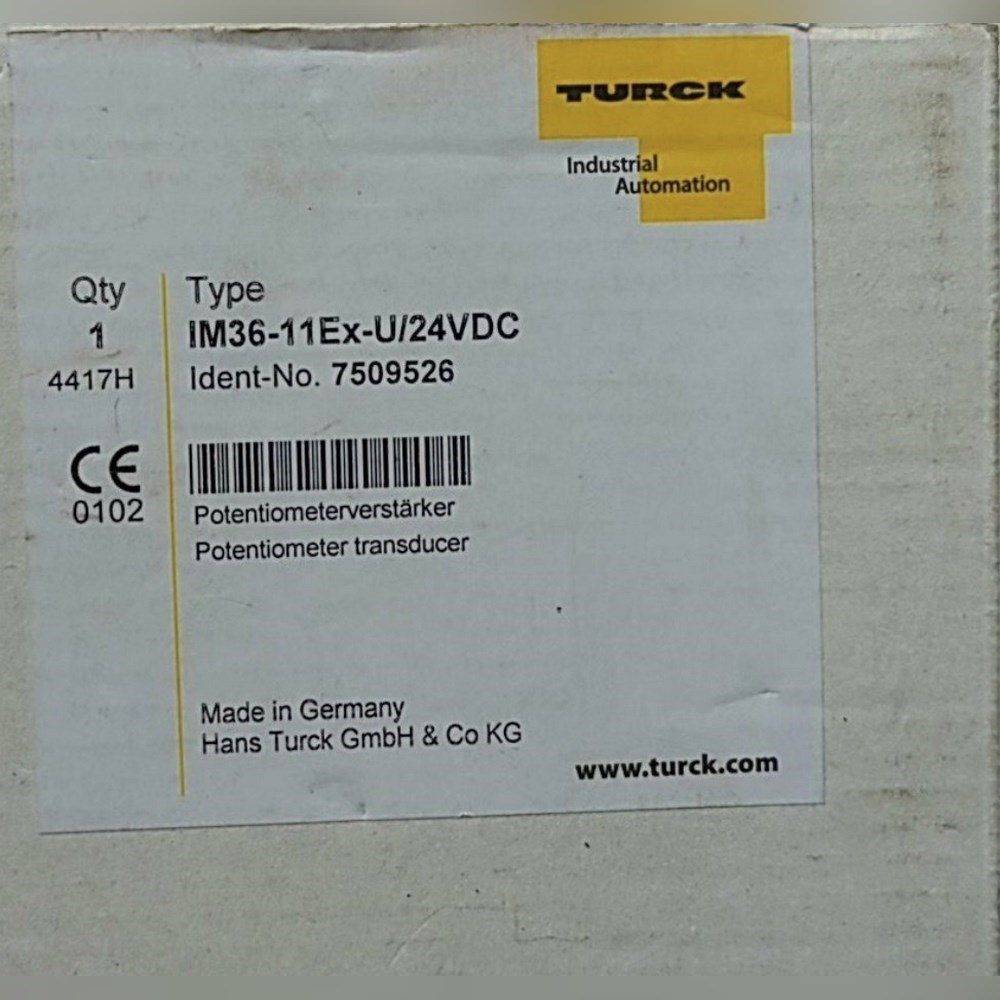 TURCK
Industrial
Automation
Qty
1
4417H
Type
IM36-11Ex-U/24VDC
Ident-No. 7509526
CE
0102
Potentiometerverstärker
Potentiometer transducer
Made in Germany
Hans Turck GmbH & Co KG
www.turck.com